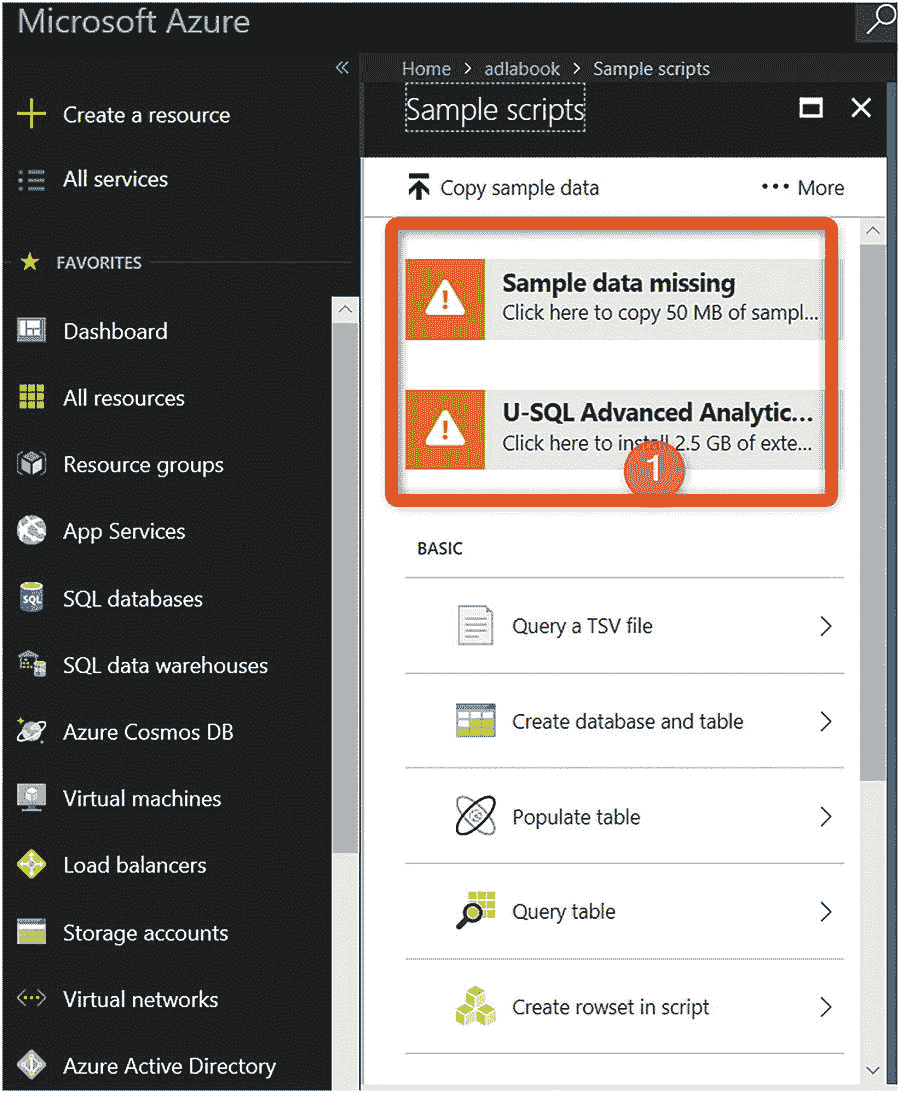 Microsoft Azure
Create a resource
All services
FAVORITES
Dashboard
All resources
Resource groups
App Services
SQL
SQL databases
SQL data warehouses
Azure Cosmos DB
Virtual machines
Load balancers
Storage accounts
Virtual networks
Azure Active Directory
Home > adlabook > Sample scripts
Sample scripts
Copy sample data
••• More
Sample data missing
Click here to copy 50 MB of sampl...
U-SQL Advanced Analytic...
Click here to install 2.5 GB of exte...
1
BASIC
Query a TSV file
Create database and table
Populate table
Query table
Create rowset in script